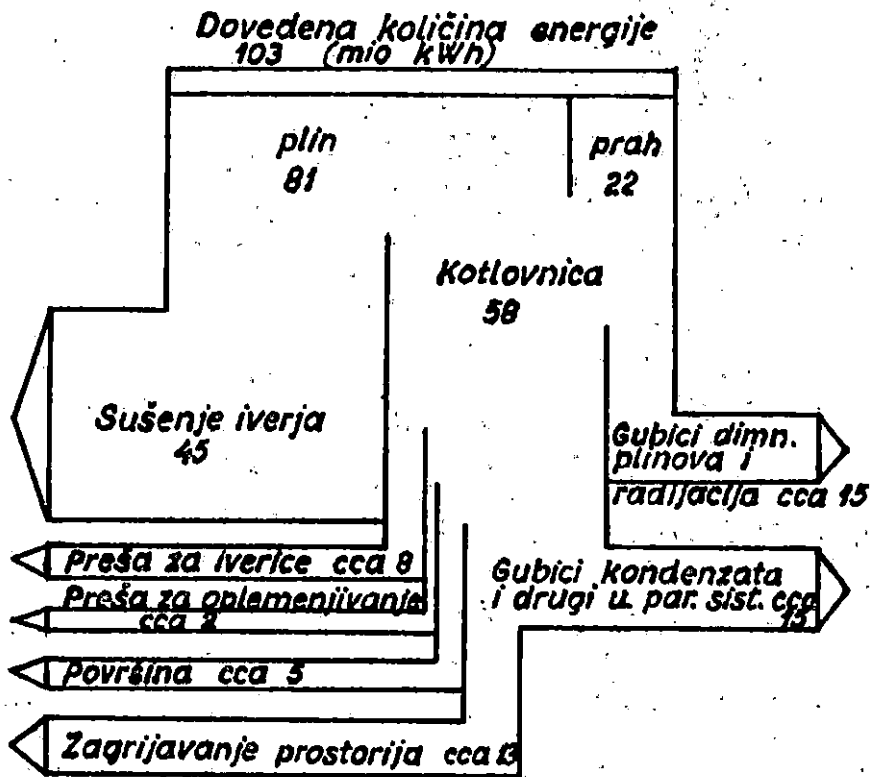 Dovedena količina energije
103 (mio kWh)
plin
81
prah
22
Kotlovnica
58
Sušenje iverja
45
Gubici dimn.
plinova i
radijacija cca 15
Preša za iverice cca 8
Preša za oplemenjivanje
cca 2
Površina cca 5
Zagrijavanje prostorija cca 13
Gubici kondenzata
i drugi u par. sist. cca
15